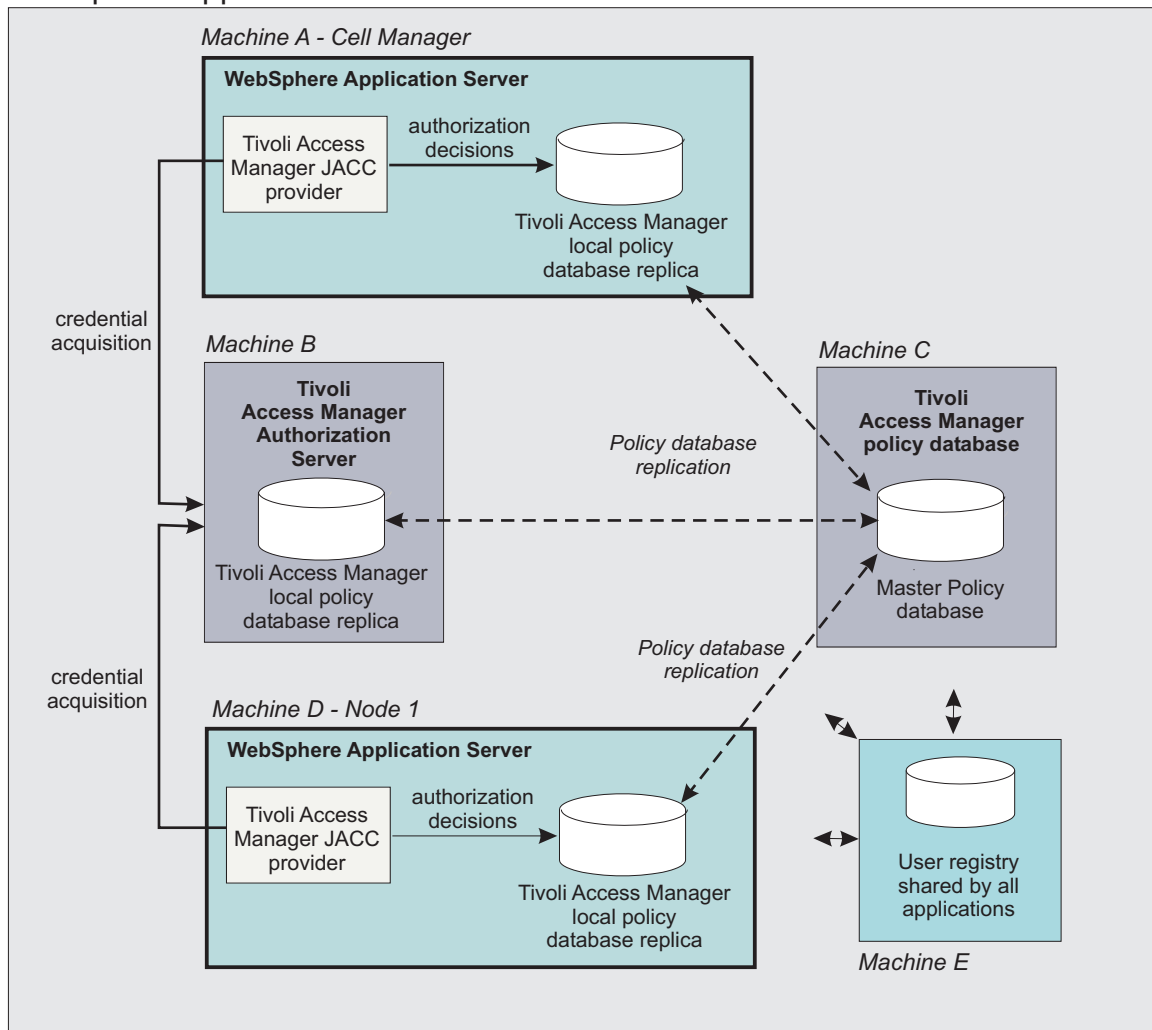 Machine A - Cell Manager
WebSphere Application Server
Tivoli Access
Manager JACC
provider
authorization
decisions
Tivoli Access Manager
local policy
database replica
credential
acquisition
Machine B
Tivoli
Access Manager
Authorization
Server
Tivoli Access Manager
local policy
database replica
Policy database
replication
Machine C
Tivoli
Access Manager
policy database
Master Policy
database
Policy database
replication
credential
acquisition
Machine D - Node 1
WebSphere Application Server
Tivoli Access
Manager JACC
provider
authorization
decisions
Tivoli Access Manager
local policy
database replica
User registry
shared by all
applications
Machine E